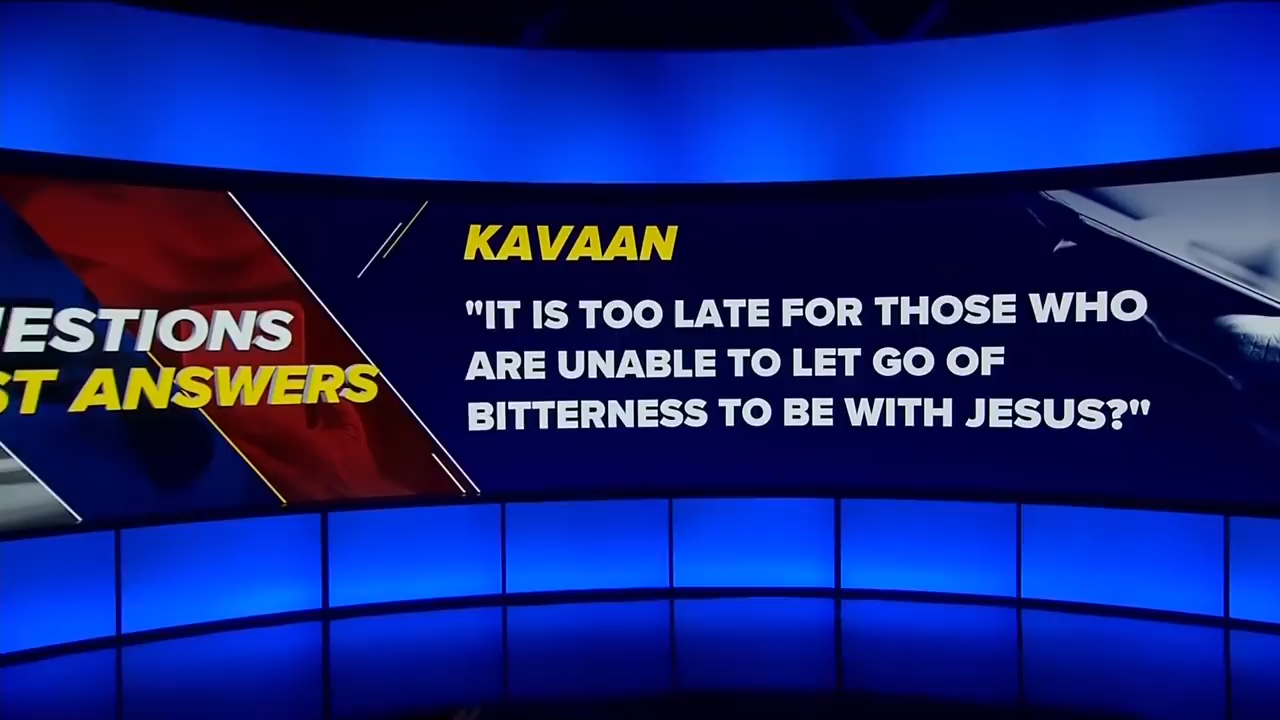 ESTIONS
ST ANSWERS
KAVAAN
"IT IS TOO LATE FOR THOSE WHO
ARE UNABLE TO LET GO OF
BITTERNESS TO BE WITH JESUS?"